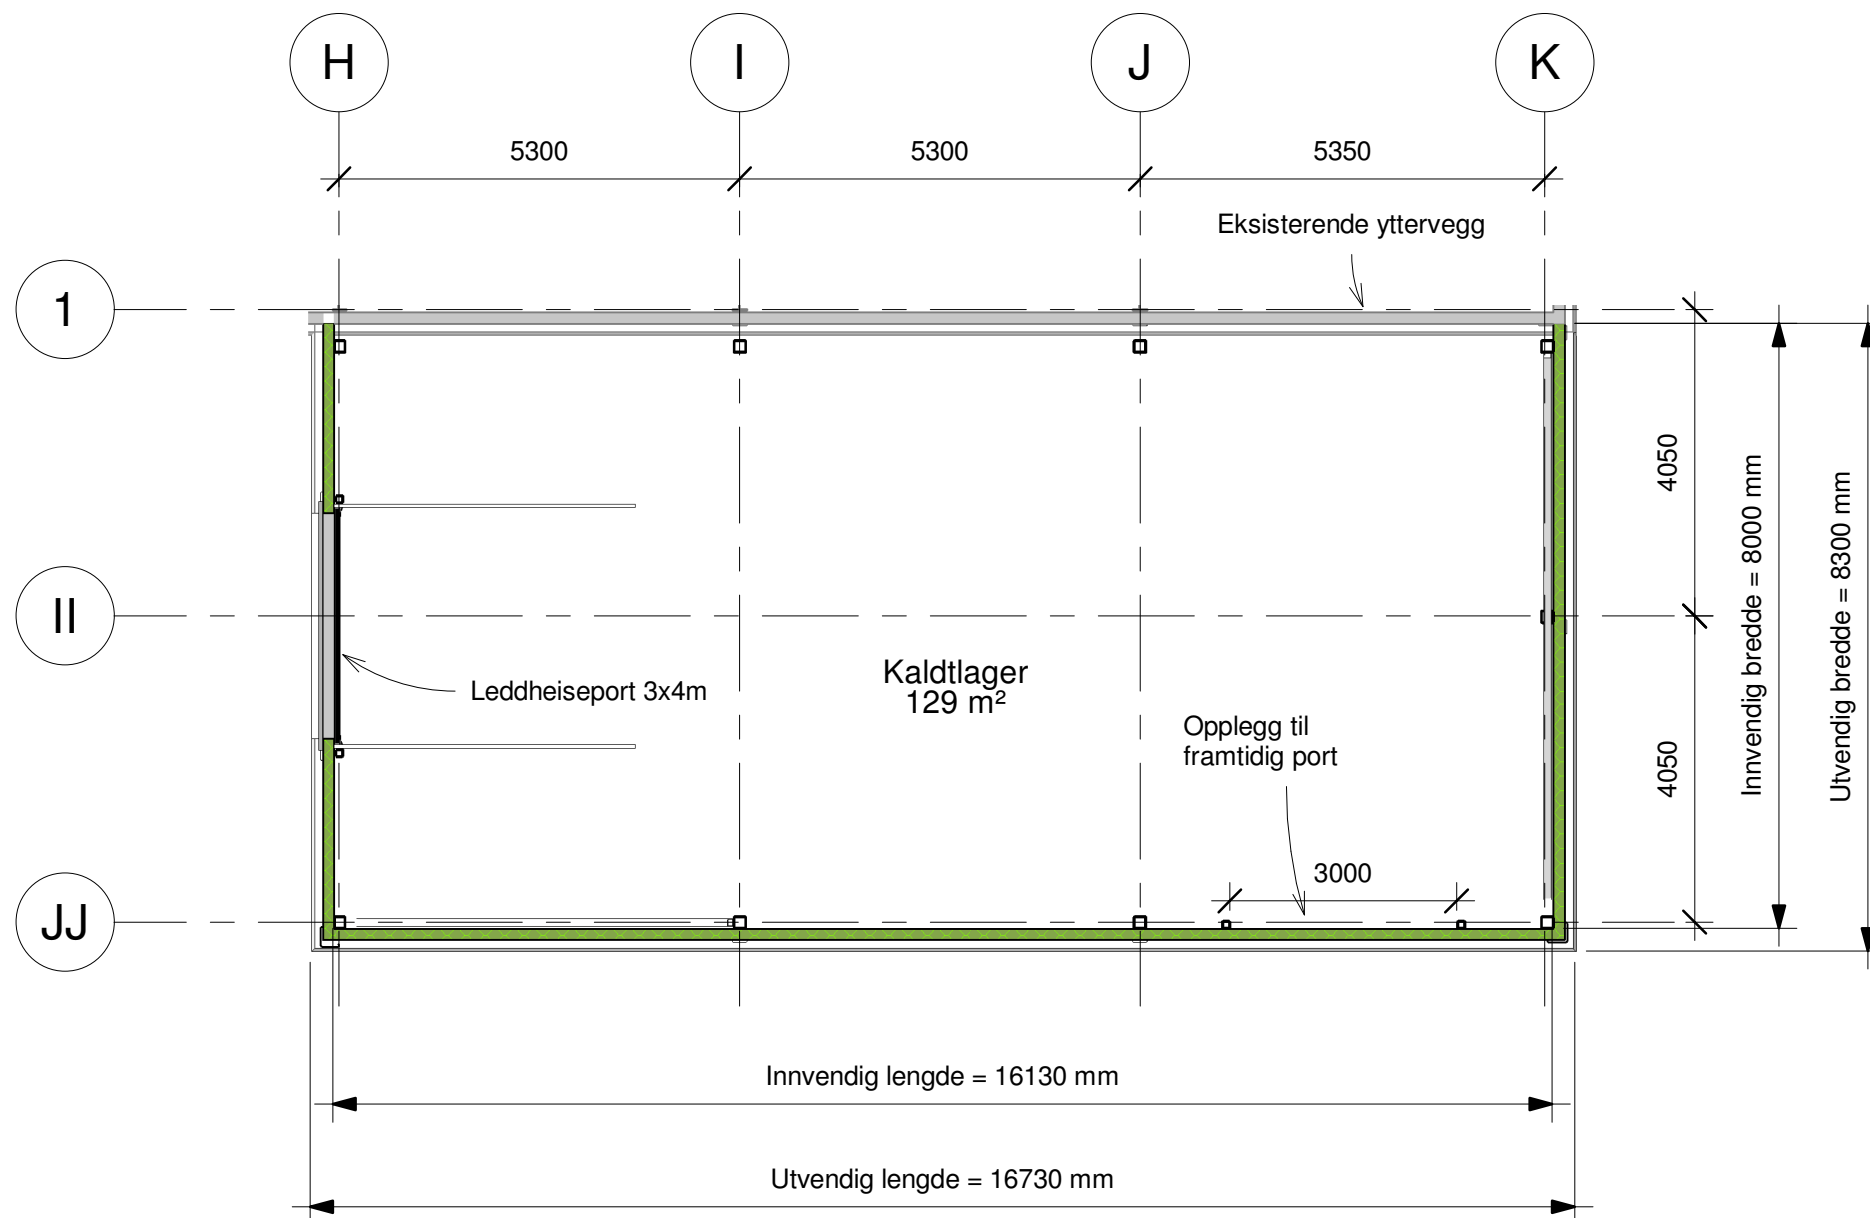 H
I
J
K
5300
5300
5350
Eksisterende yttervegg
1
4050
Innvendig bredde = 8000 mm
Utvendig bredde = 8300 mm
II
Kaldtlager
129 m²
Leddheiseport 3x4m
Opplegg til
framtidig port
4050
3000
JJ
Innvendig lengde = 16130 mm
Utvendig lengde = 16730 mm